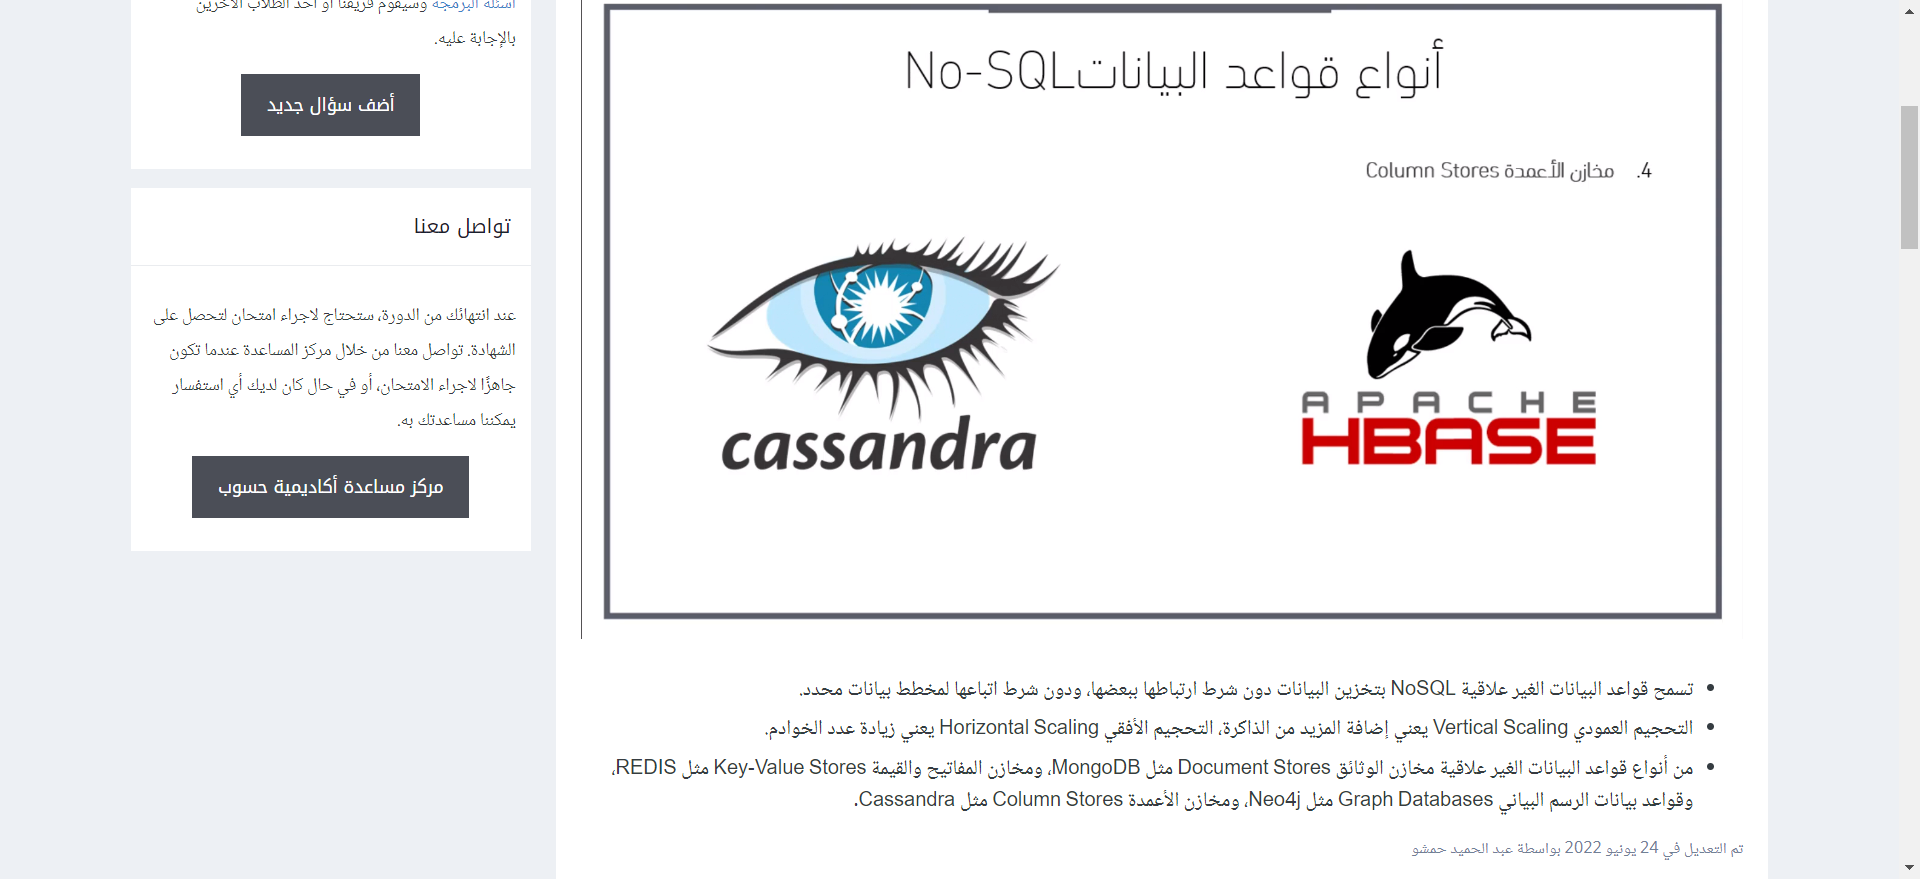 أنواع قواعد البيانات No-SQL
4. مخازن الأعمدة Column Stores
cassandra
APACHE
HBASE
تسمح قواعد البيانات الغير علاقية NoSQL بتخزين البيانات دون شرط ارتباطها ببعضها، ودون شرط اتباعها لمخطط بيانات محدد.
التحجيم العمودي Vertical Scaling يعني إضافة المزيد من الذاكرة، التحجيم الأفقي Horizontal Scaling يعني زيادة عدد الخوادم.
من أنواع قواعد البيانات الغير علاقية مخازن الوثائق Document Stores مثل MongoDB، ومخازن المفاتيح والقيمة Key-Value Stores مثل REDIS،
وقواعد بيانات الرسم البياني Graph Databases مثل Neo4j، ومخازن الأعمدة Column Stores مثل Cassandra.
تم التعديل في 24 يونيو 2022 بواسطة عبد الحميد حمشو
أسئلة البرمجة وسيقوم فريقنا أو أحد الطلاب الآخرين
بالإجابة عليه.
أضف سؤال جديد
تواصل معنا
عند انتهائك من الدورة، ستحتاج لاجراء امتحان لتحصل على
الشهادة. تواصل معنا من خلال مركز المساعدة عندما تكون
جاهزًا لاجراء الامتحان، أو في حال كان لديك أي استفسار
يمكننا مساعدتك به.
مركز مساعدة أكاديمية حسوب